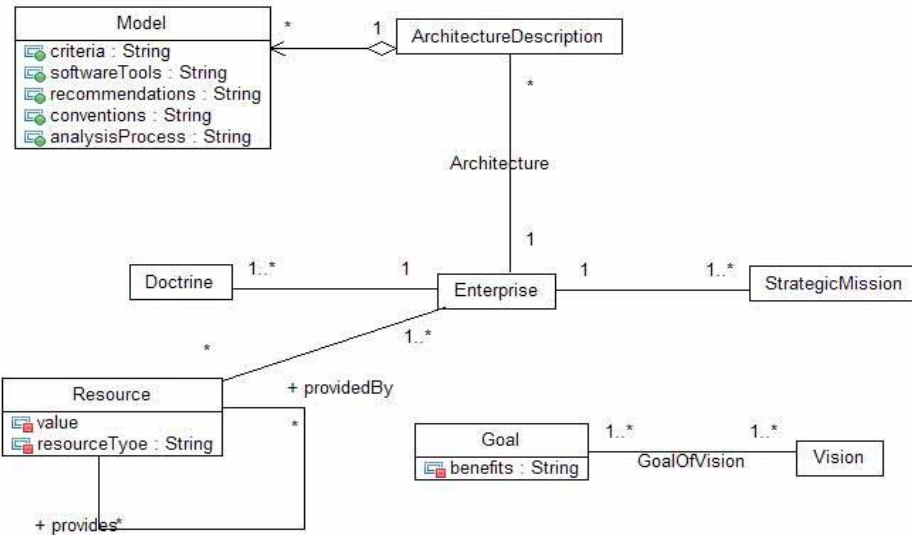 Model
criteria : String
softwareTools : String
recommendations : String
conventions : String
analysisProcess : String
*
1
ArchitectureDescription
*
Architecture
1
Doctrine
1..*
1
Enterprise
1
1..*
StrategicMission
1..*
*
Resource
value
resourceTyoe : String
+ providedBy
*
+ provides*
Goal
benefits : String
1..*
1..*
GoalOfVision
Vision